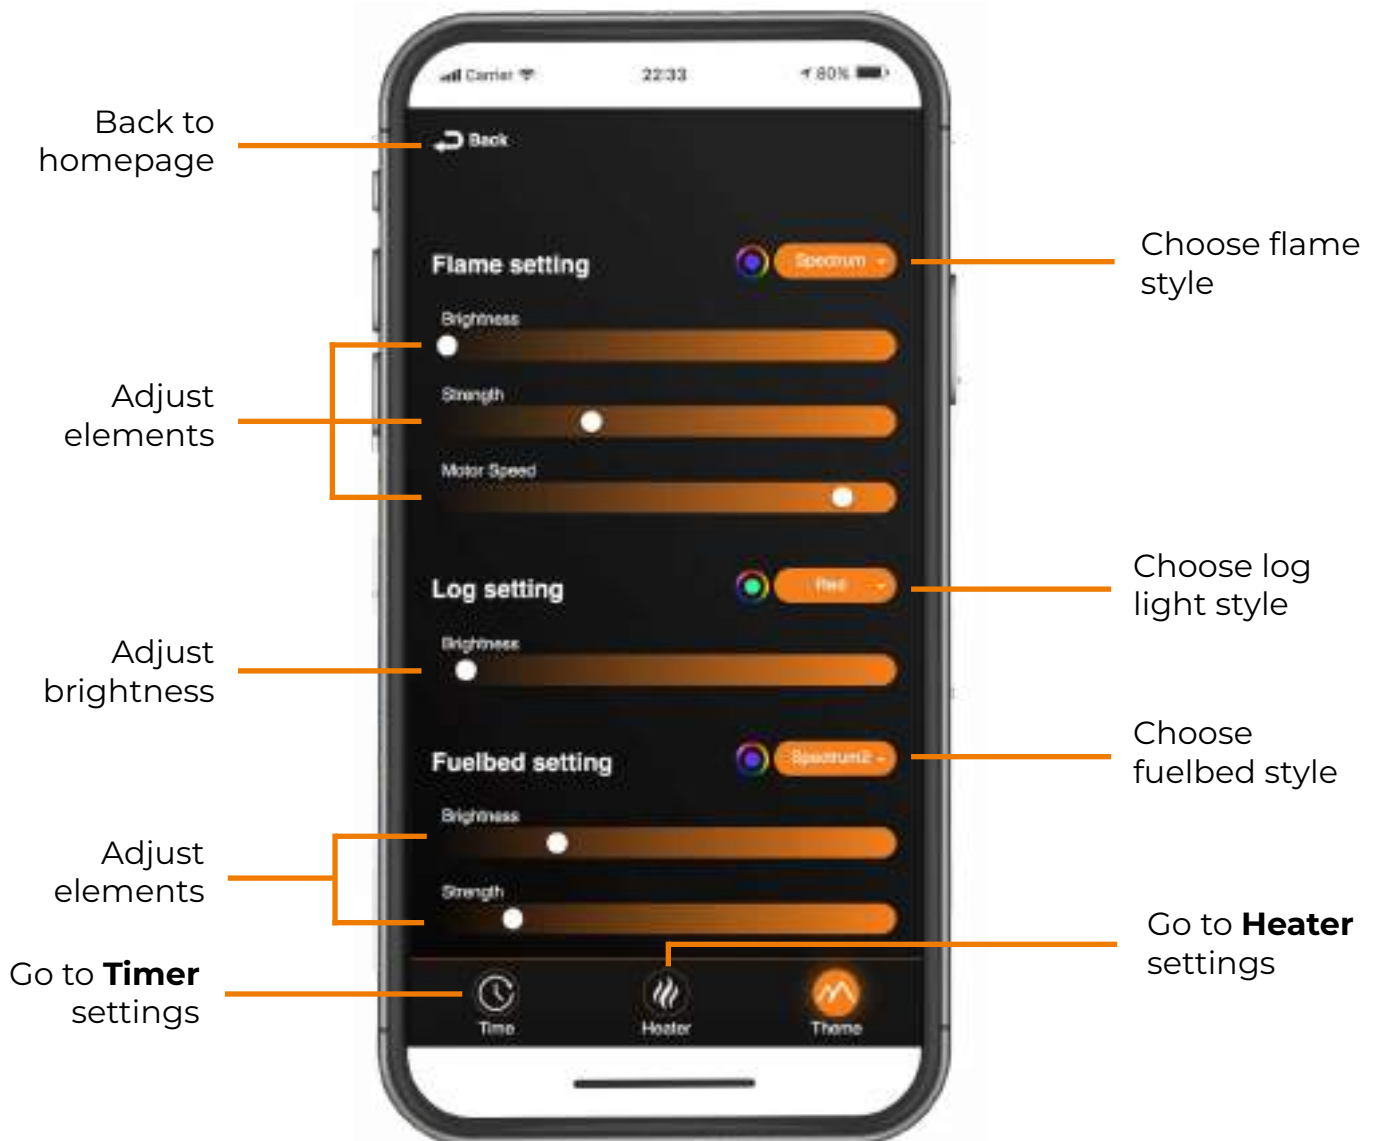 Carrier 22:33 80%
Back to
homepage
Back
Flame setting
Spectrum
Choose flame
style
Brightness
Adjust
elements
Strength
Motor Speed
Log setting
Red
Choose log
light style
Brightness
Adjust
brightness
Fuelbed setting
Spectrum2
Choose
fuelbed style
Brightness
Adjust
elements
Strength
Go to Heater
settings
Go to Timer
settings
Time
Heater
Theme